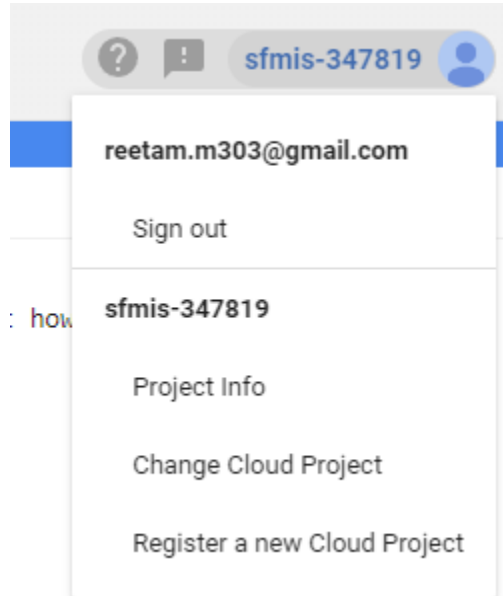 sfmis-347819
reetam.m303@gmail.com
Sign out
sfmis-347819
: how
Project Info
Change Cloud Project
Register a new Cloud Project